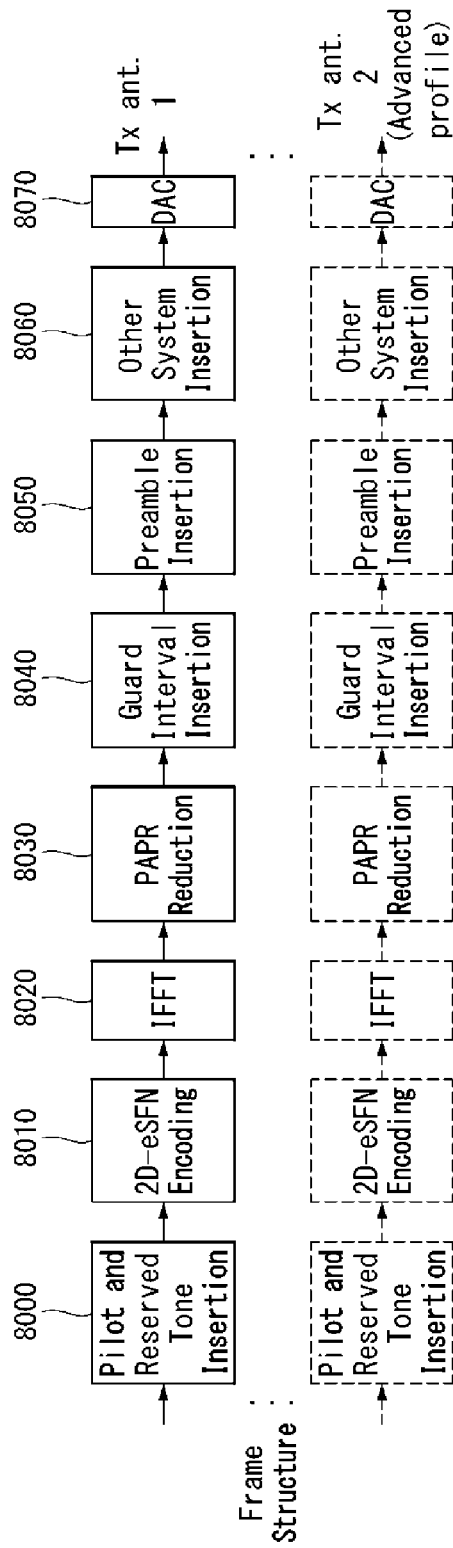 8000
8010
8020
8030
8040
8050
8060
8070
Frame
Structure
Pilot and
Reserved
Tone
Insertion
2D-eSFN
Encoding
IFFT
PAPR
Reduction
Guard
Interval
Insertion
Preamble
Insertion
Other
System
Insertion
DAC
Tx ant.
1
Pilot and
Reserved
Tone
Insertion
2D-eSFN
Encoding
IFFT
PAPR
Reduction
Guard
Interval
Insertion
Preamble
Insertion
Other
System
Insertion
DAC
Tx ant.
2
(Advanced
profile)